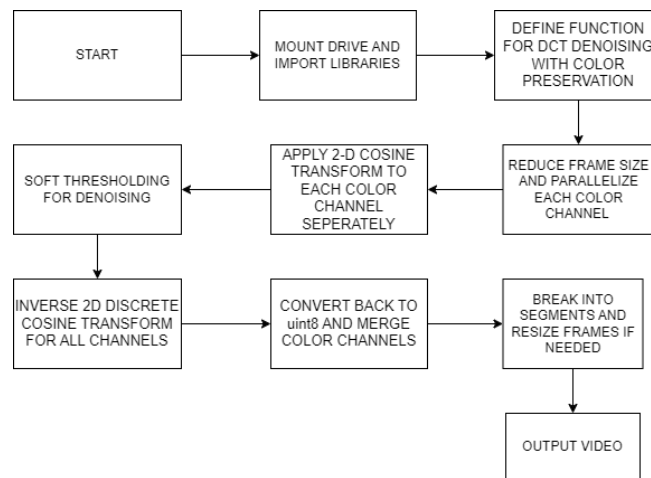 START
MOUNT DRIVE AND
IMPORT LIBRARIES
DEFINE FUNCTION
FOR DCT DENOISING
WITH COLOR
PRESERVATION
REDUCE FRAME SIZE
AND PARALLELIZE
EACH COLOR
CHANNEL
APPLY 2-D COSINE
TRANSFORM TO
EACH COLOR
CHANNEL
SEPERATELY
SOFT THRESHOLDING
FOR DENOISING
INVERSE 2D DISCRETE
COSINE TRANSFORM
FOR ALL CHANNELS
CONVERT BACK TO
uint8 AND MERGE
COLOR CHANNELS
BREAK INTO
SEGMENTS AND
RESIZE FRAMES IF
NEEDED
OUTPUT VIDEO